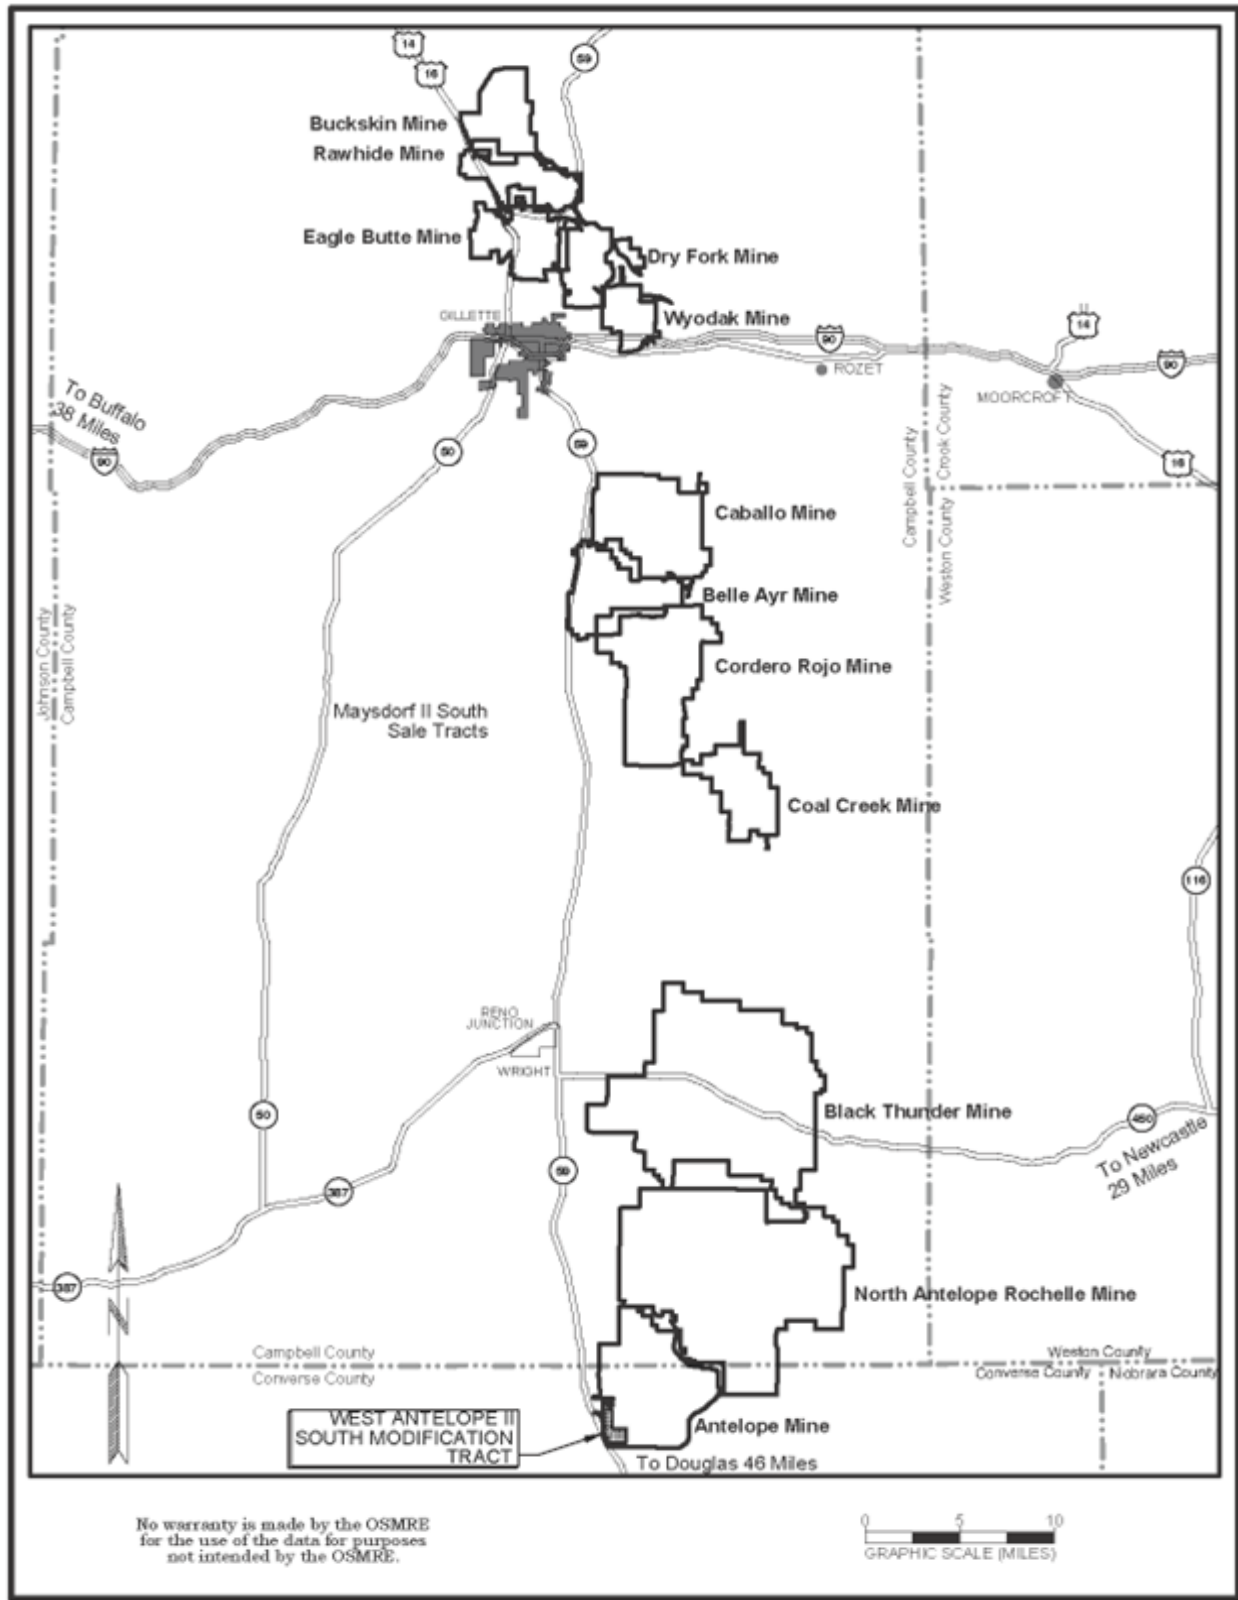 14
16
59
Buckskin Mine
Rawhide Mine
Eagle Butte Mine
Dry Fork Mine
GILLETTE
Wyodak Mine
14
90
90
ROZET
MOORCROFT
To Buffalo
38 Miles
90
50
59
16
Campbell County
Crook County
Caballo Mine
Weston County
Belle Ayr Mine
Johnson County
Campbell County
Cordero Rojo Mine
Maysdorf II South
Sale Tracts
Coal Creek Mine
116
RENO
JUNCTION
WRIGHT
50
Black Thunder Mine
450
To Newcastle
29 Miles
59
387
387
N
North Antelope Rochelle Mine
Campbell County
Converse County
Weston County
Converse County
Niobrara County
WEST ANTELOPE II
SOUTH MODIFICATION
TRACT
Antelope Mine
To Douglas 46 Miles
No warranty is made by the OSMRE
for the use of the data for purposes
not intended by the OSMRE.
0 5 10
GRAPHIC SCALE (MILES)